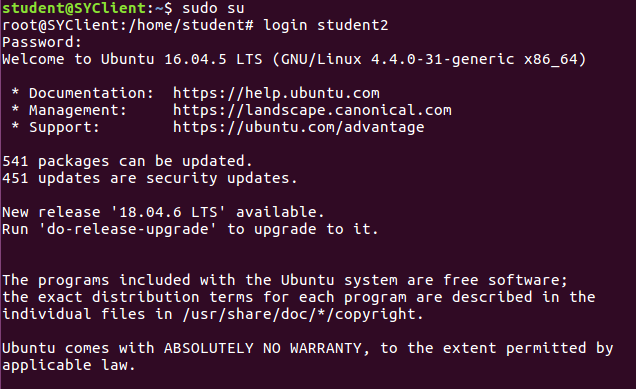 student@SYClient:~$ sudo su
root@SYClient:/home/student# login student2
Password:
Welcome to Ubuntu 16.04.5 LTS (GNU/Linux 4.4.0-31-generic x86_64)
* Documentation:  https://help.ubuntu.com
* Management:     https://landscape.canonical.com
* Support:        https://ubuntu.com/advantage
541 packages can be updated.
451 updates are security updates.
New release '18.04.6 LTS' available.
Run 'do-release-upgrade' to upgrade to it.
The programs included with the Ubuntu system are free software;
the exact distribution terms for each program are described in the
individual files in /usr/share/doc/*/copyright.
Ubuntu comes with ABSOLUTELY NO WARRANTY, to the extent permitted by
applicable law.